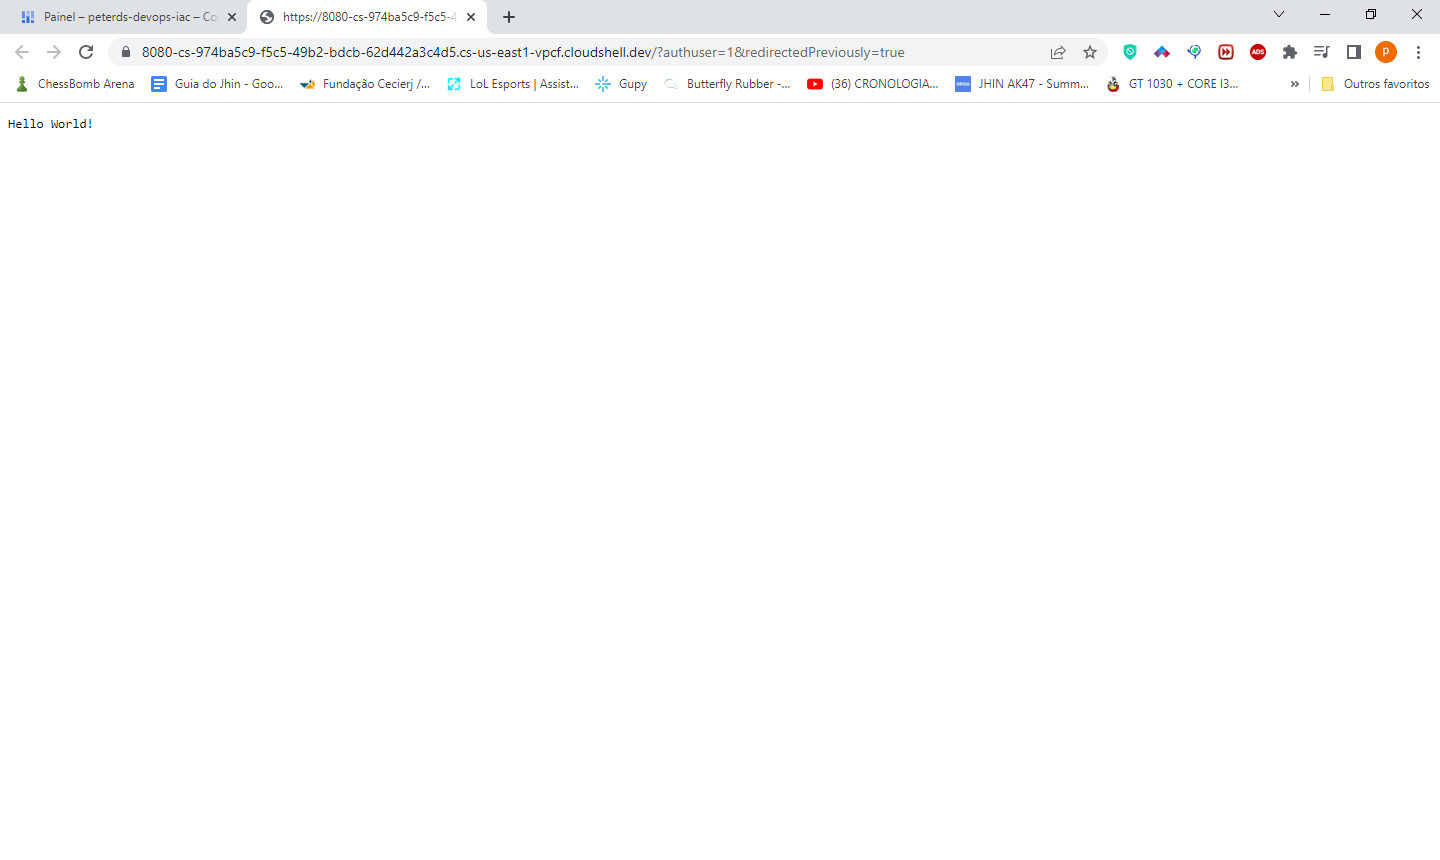 Painel – peterds-devops-iac – Co
https://8080-cs-974ba5c9-f5c5-4
8080-cs-974ba5c9-f5c5-49b2-bdcb-62d442a3c4d5.cs-us-east1-vpcf.cloudshell.dev/?authuser=1&redirectedPreviously=true
ADS
p
ChessBomb Arena
Guia do Jhin - Goo...
Fundação Cecierj /...
LoL Esports | Assist...
Gupy
Butterfly Rubber -...
(36) CRONOLOGIA...
JHIN AK47 - Summ...
GT 1030 + CORE I3...
»
Outros favoritos
Hello World!